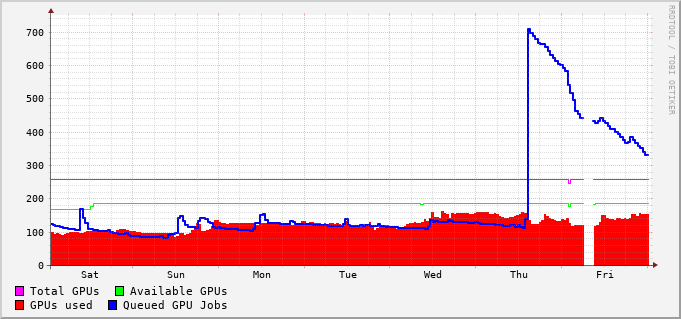 700
600
500
400
300
200
100
0
Sat Sun Mon Tue Wed Thu Fri
Total GPUs Available GPUs
GPUs used Queued GPU Jobs
RRDTOOL / TOBI OETIKER